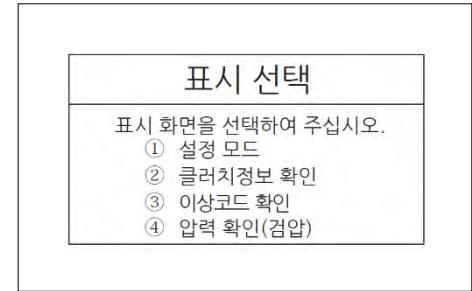 표시 선택
표시 화면을 선택하여 주십시오.
① 설정 모드
② 클러치정보 확인
③ 이상코드 확인
④ 압력 확인(검압)